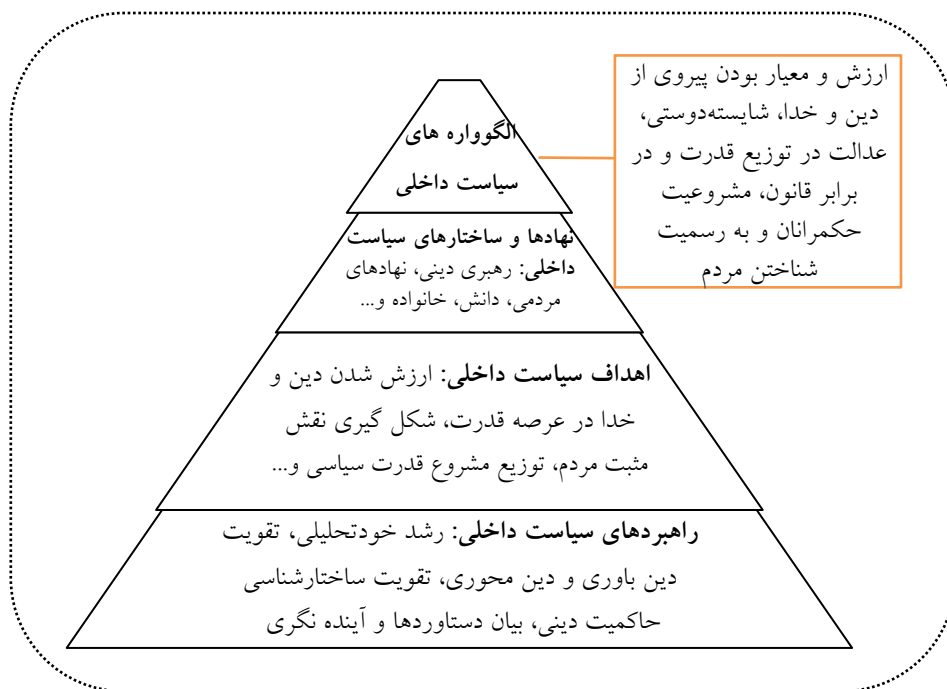 الگوواره های
سیاست داخلی
ارزش و معیار بودن پیروی از
دین و خدا، شایسته‌دوستی،
عدالت در توزیع قدرت و در
برابر قانون، مشروعیت
حکمرانان و به رسمیت
شناختن مردم
نهادها و ساختارهای سیاست
داخلی: رهبری دینی، نهادهای
مردمی، دانش، خانواده و...
اهداف سیاست داخلی: ارزش شدن دین و
خدا در عرصه قدرت، شکل گیری نقش
مثبت مردم، توزیع مشروع قدرت سیاسی و...
راهبردهای سیاست داخلی: رشد خودتحلیلی، تقویت
دین باوری و دین محوری، تقویت ساختارشناسی
حاکمیت دینی، بیان دستاوردها و آینده نگری